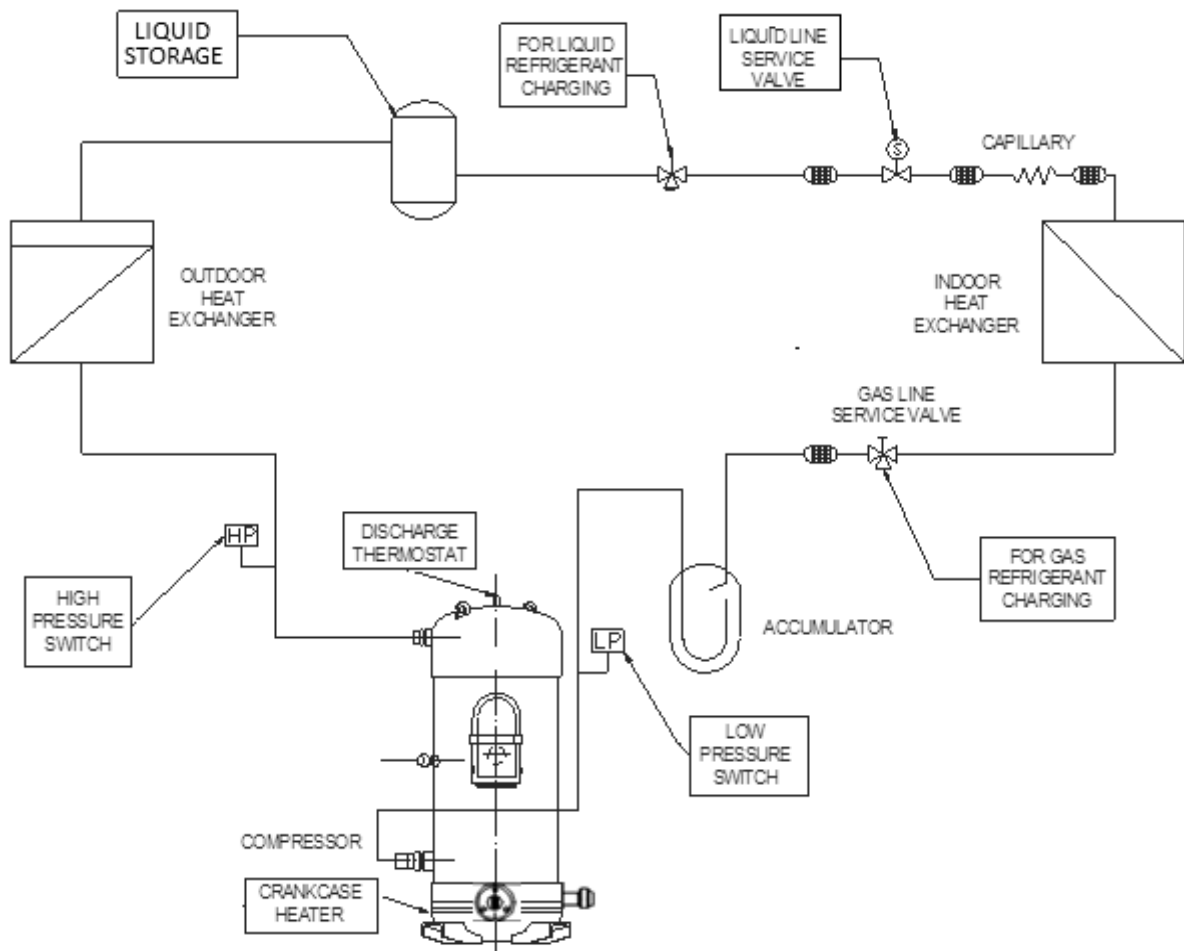 LIQUID
STORAGE
FOR LIQUID
REFRIGERANT
CHARGING
LIQUID LINE
SERVICE
VALVE
S
CAPILLARY
OUTDOOR
HEAT
EXCHANGER
INDOOR
HEAT
EXCHANGER
GAS LINE
SERVICE VALVE
HP
DISCHARGE
THERMOSTAT
FOR GAS
REFRIGERANT
CHARGING
HIGH
PRESSURE
SWITCH
LP
ACCUMULATOR
LOW
PRESSURE
SWITCH
COMPRESSOR
CRANKCASE
HEATER